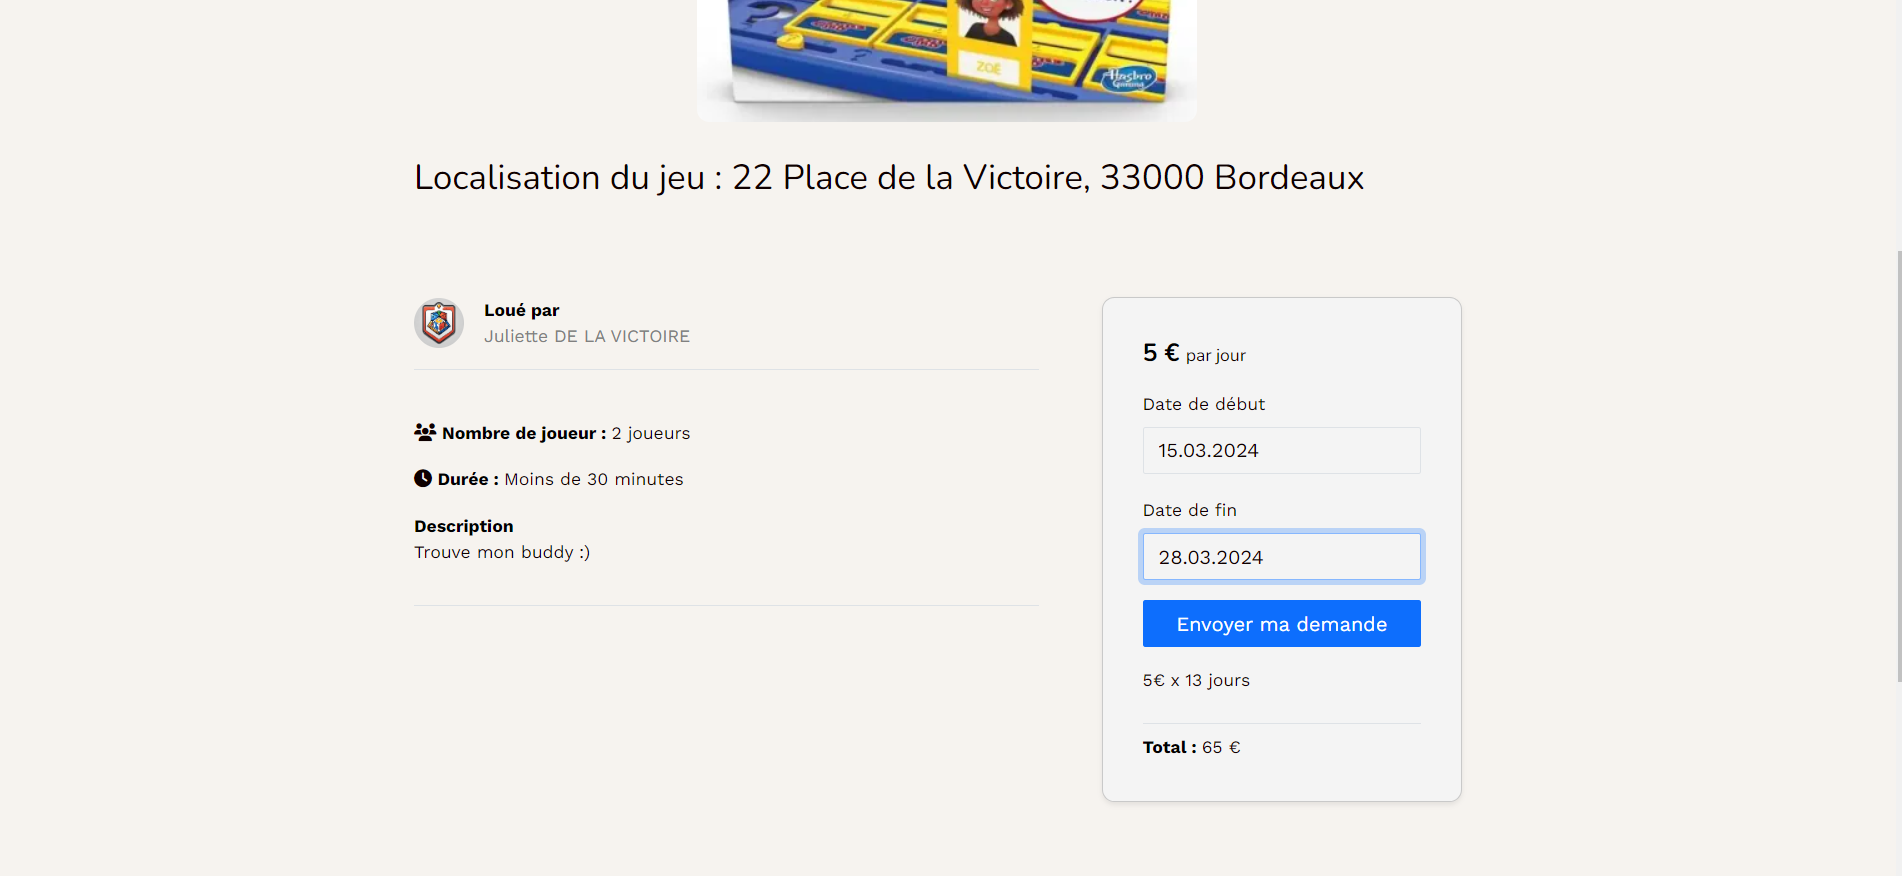 ZOÉ
Hasbro
Gaming
Localisation du jeu : 22 Place de la Victoire, 33000 Bordeaux
Loué par
Juliette DE LA VICTOIRE
Nombre de joueur : 2 joueurs
Durée : Moins de 30 minutes
Description
Trouve mon buddy :)
5 € par jour
Date de début
15.03.2024
Date de fin
28.03.2024
Envoyer ma demande
5€ x 13 jours
Total : 65 €